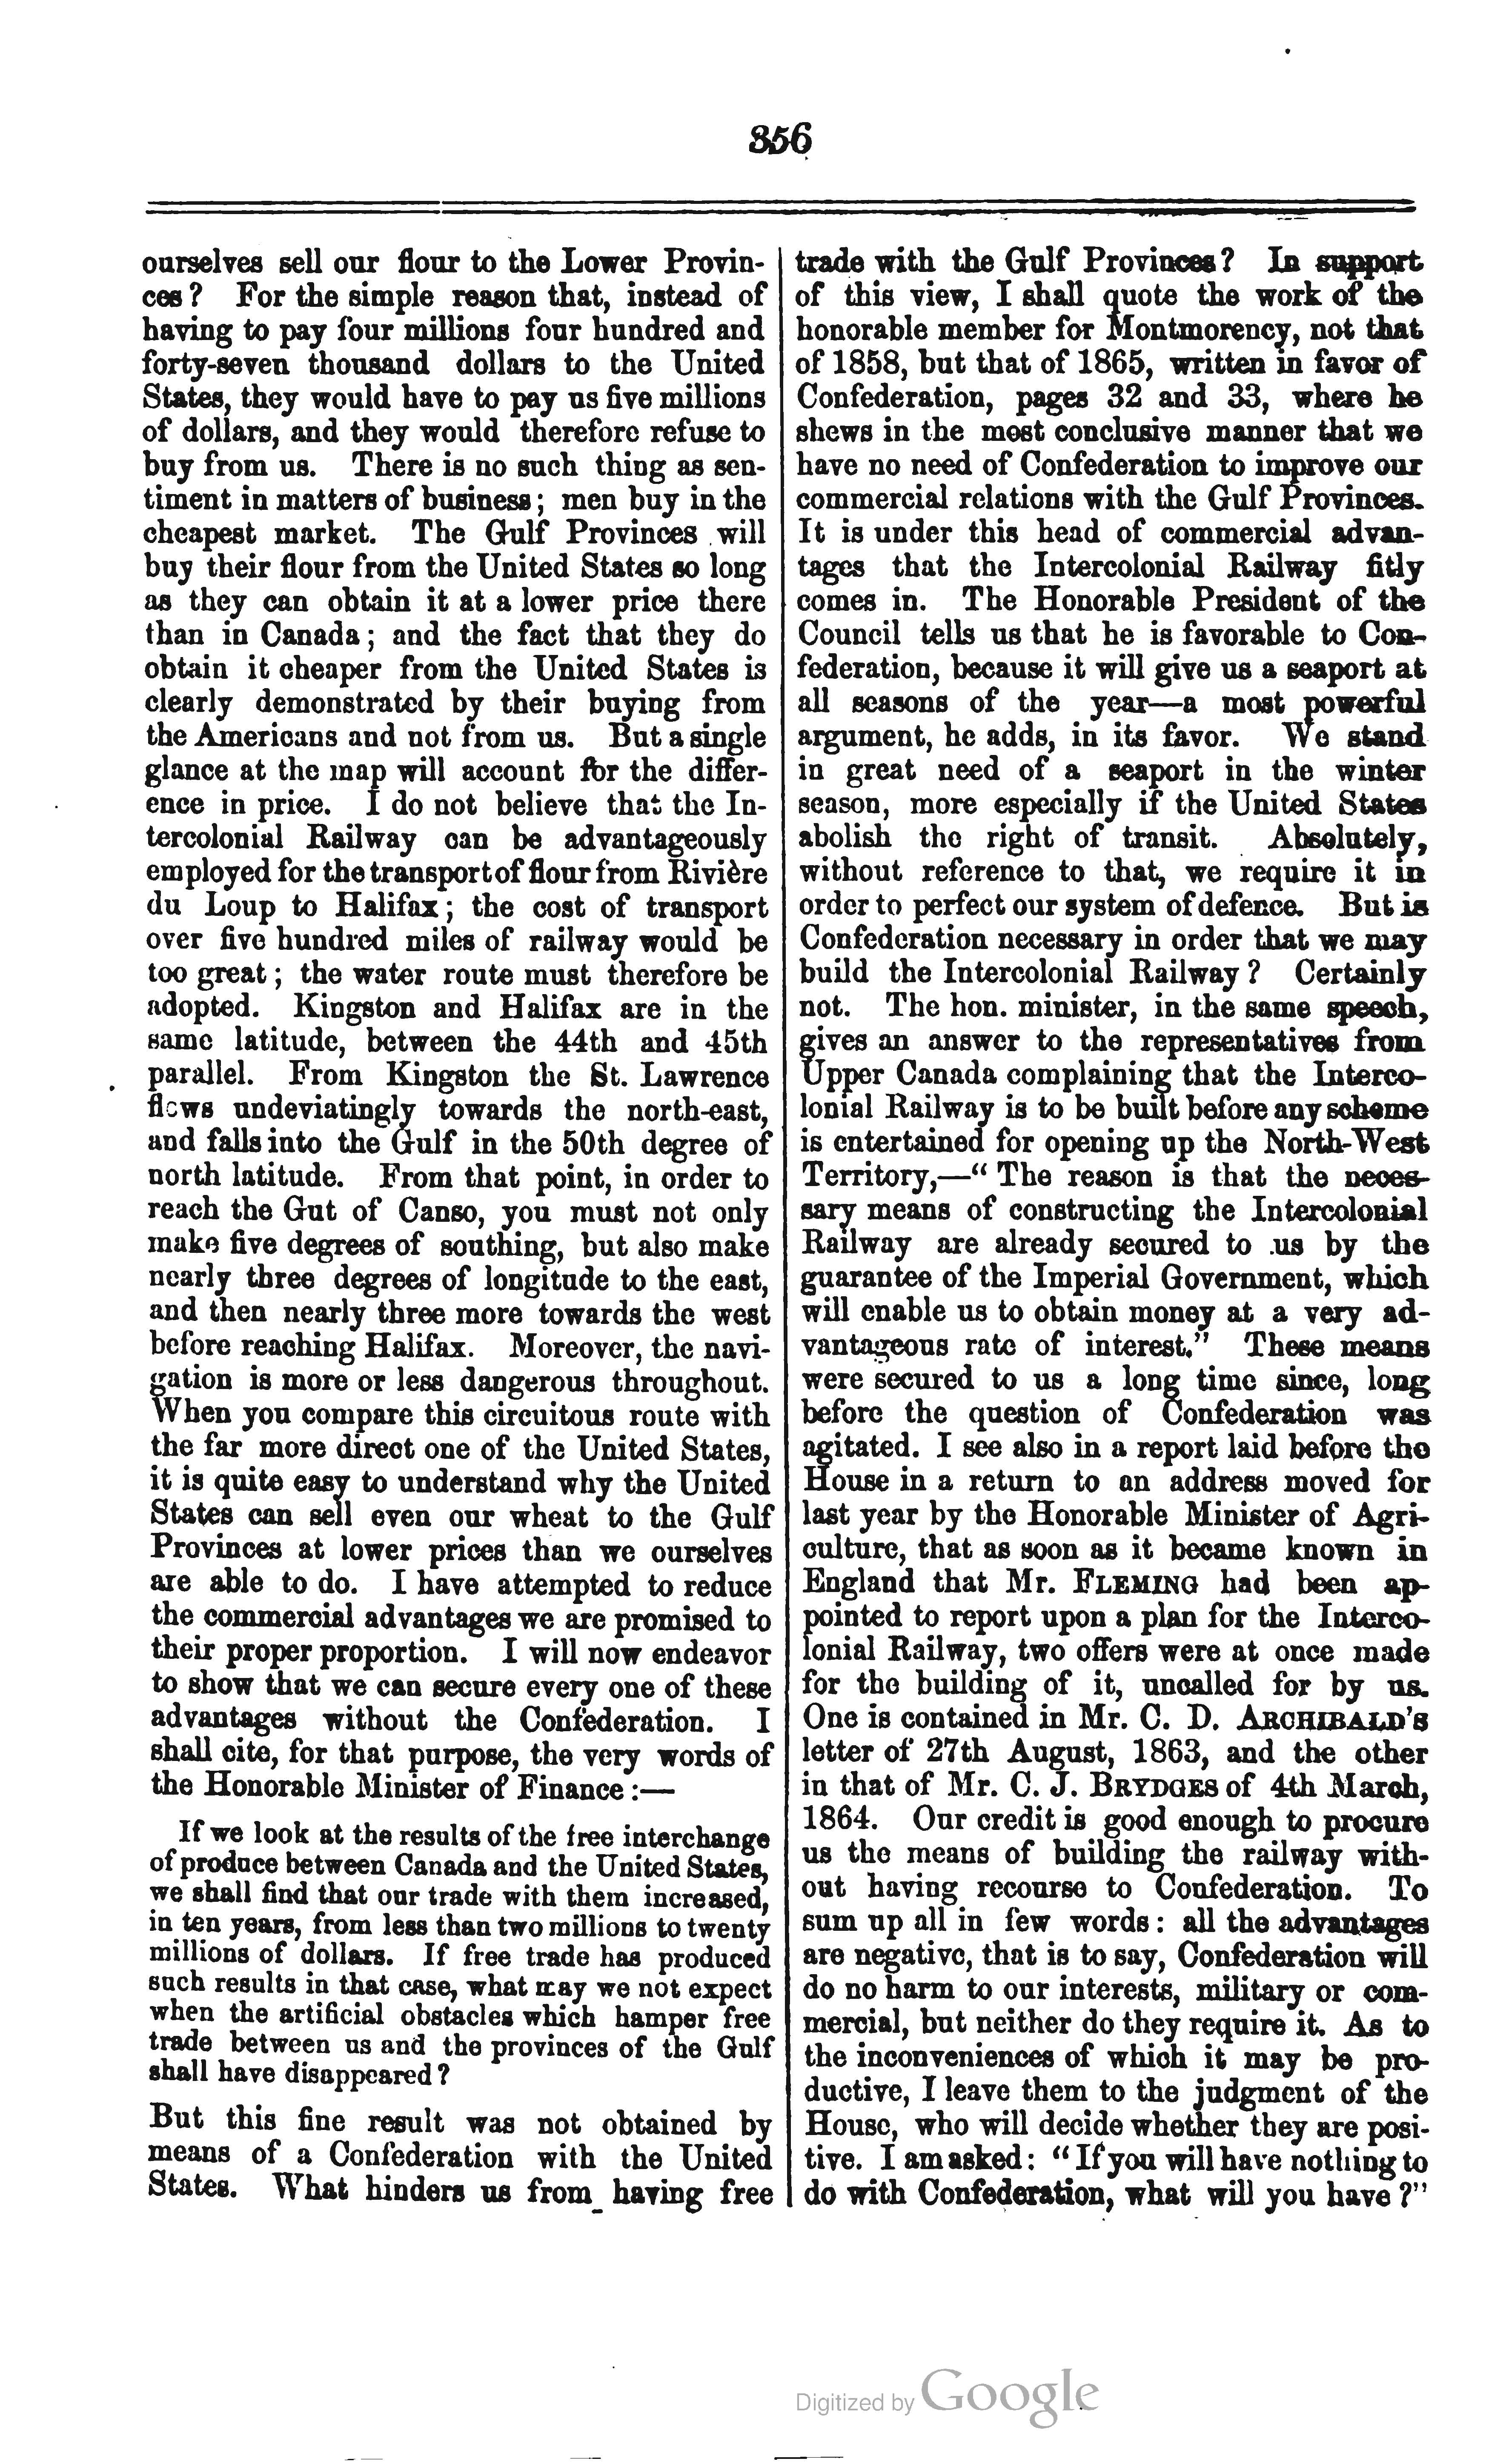 356
ourselves sell our flour to the Lower Provin-
ces? For the simple reason that, instead of
having to pay four millions four hundred and
forty-seven thousand dollars to the United
States, they would have to pay us five millions
of dollars, and they would therefore refuse to
buy from us. There is no such thing as sen-
timent in matters of business; men buy in the
cheapest market. The Gulf Provinces will
buy their flour from the United States so long
as they can obtain it at a lower price there
than in Canada; and the fact that they do
obtain it cheaper from the United States is
clearly demonstrated by their buying from
the Americans and not from us. But a single
glance at the map will account for the differ-
ence in price. I do not believe that the In-
tercolonial Railway can be advantageously
employed for the transport of flour from Rivière
du Loup to Halifax; the cost of transport
over five hundred miles of railway would be
too great; the water route must therefore be
adopted. Kingston and Halifax are in the
same latitude, between the 44th and 45th
parallel. From Kingston the St. Lawrence
flows undeviatingly towards the north-east,
and falls into the Gulf in the 50th degree of
north latitude. From that point, in order to
reach the Gut of Canso, you must not only
make five degrees of southing, but also make
nearly three degrees of longitude to the east,
and then nearly three more towards the west
before reaching Halifax. Moreover, the navi-
gation is more or less dangerous throughout.
When you compare this circuitous route with
the far more direct one of the United States,
it is quite easy to understand why the United
States can sell even our wheat to the Gulf
Provinces at lower prices than we ourselves
are able to do. I have attempted to reduce
the commercial advantages we are promised to
their proper proportion. I will now endeavor
to show that we can secure every one of these
advantages without the Confederation. I
shall cite, for that purpose, the very words of
the Honorable Minister of Finance:—
If we look at the results of the free interchange
of produce between Canada and the United States,
we shall find that our trade with them increased,
in ten years, from less than two millions to twenty
millions of dollars. If free trade has produced
such results in that case, what may we not expect
when the artificial obstacles which hamper free
trade between us and the provinces of the Gulf
shall have disappeared?
But this fine result was not obtained by
means of a Confederation with the United
States. What hinders us from having free
trade with the Gulf Provinces? In support
of this view, I shall quote the work of the
honorable member for Montmorency, not that
of 1858, but that of 1865, written in favor of
Confederation, pages 32 and 33, where he
shews in the most conclusive manner that we
have no need of Confederation to improve our
commercial relations with the Gulf Provinces.
It is under this head of commercial advan-
tages that the Intercolonial Railway fitly
comes in. The Honorable President of the
Council tells us that he is favorable to Con-
federation, because it will give us a seaport at
all seasons of the year—a most powerful
argument, he adds, in its favor. We stand
in great need of a seaport in the winter
season, more especially if the United States
abolish the right of transit. Absolutely,
without reference to that, we require it in
order to perfect our system of defence. But is
Confederation necessary in order that we may
build the Intercolonial Railway? Certainly
not. The hon. minister, in the same speech,
gives an answer to the representatives from
Upper Canada complaining that the Interco-
lonial Railway is to be built before any scheme
is entertained for opening up the North-West
Territory,—"The reason is that the neces-
sary means of constructing the Intercolonial
Railway are already secured to us by the
guarantee of the Imperial Government, which
will enable us to obtain money at a very ad-
vantageous rate of interest." These means
were secured to us a long time since, long
before the question of Confederation was
agitated. I see also in a report laid before the
House in a return to an address moved for
last year by the Honorable Minister of Agri-
culture, that as soon as it became known in
England that Mr. FLEMING had been ap-
pointed to report upon a plan for the Interco-
lonial Railway, two offers were at once made
for the building of it, uncalled for by us.
One is contained in Mr. C. D. ARCHIBALD'S
letter of 27th August, 1863, and the other
in that of Mr. C. J. BRYDGES of 4th March,
1864. Our credit is good enough to procure
us the means of building the railway with-
out having recourse to Confederation. To
sum up all in few words: all the advantages
are negative, that is to say, Confederation will
do no harm to our interests, military or com-
mercial, but neither do they require it. As to
the inconveniences of which it may be pro-
ductive, I leave them to the judgment of the
House, who will decide whether they are posi-
tive. I am asked: "If you will have nothing to
do with Confederation, what will you have?"
Digitized by Google